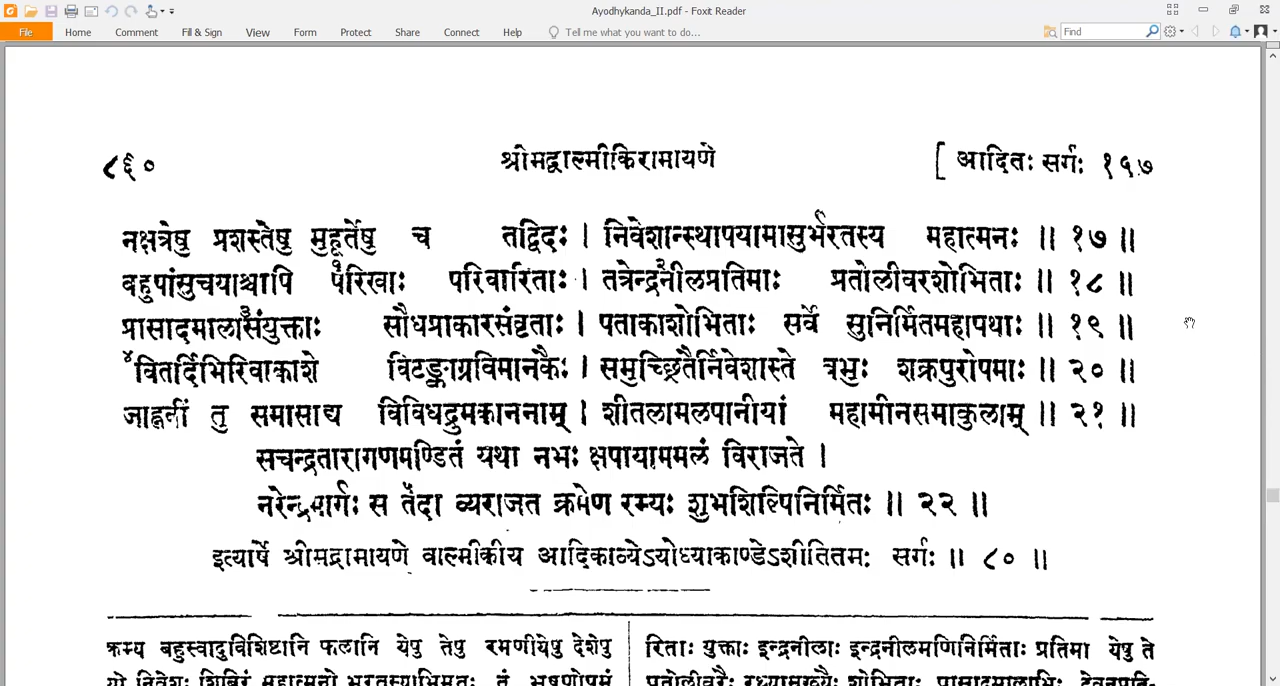 Ayodhykanda_II.pdf - Foxit Reader
File Home Comment Fill & Sign View Form Protect Share Connect Help Tell me what you want to do... Find
८६० श्रीमद्वाल्मीकिरामायणे [ आदितः सर्गः १९७
नक्षत्रेषु प्रशस्तेषु मुहूर्तेषु च तद्विदः । निवेशान्स्थापयामासुर्भरतस्य महात्मनः ॥ १७ ॥
बहुपांसुचयाश्चापि परिखाः परिवारिताः । तत्रेन्द्रनीलप्रतिमाः प्रतोलीवरशोभिताः ॥ १८ ॥
प्रासादमालासंयुक्ताः सौधप्राकारसंवृताः । पताकाशोभिताः सर्वे सुनिर्मितमहापथाः ॥ १९ ॥
४वितर्दिभिरिवाकाशे विटङ्काग्रविमानकैः । समुच्छ्रितैर्निवेशास्ते बभुः शक्रपुरोपमाः ॥ २० ॥
जाह्नवीं तु समासाद्य विविधद्रुमकाननाम् । शीतलामलपानीयां महामीनसमाकुलाम् ॥ २१ ॥
सचन्द्रतारागणमण्डितं यथा नभः क्षपायाममलं विराजते ।
नरेन्द्रमार्गः स तदा व्यराजत क्रमेण रम्यः शुभशिल्पिनिर्मितः ॥ २२ ॥
इत्यार्षे श्रीमद्रामायणे वाल्मीकीय आदिकाव्येऽयोध्याकाण्डेऽशीतितमः सर्गः ॥ ८० ॥
क्रम्य बहुस्वादुविशिष्टानि फलानि येषु तेषु रमणीयेषु देशेषु
रिताः युक्ताः इन्द्रनीलाः इन्द्रनीलमणिनिर्मिताः प्रतिमा येषु ते